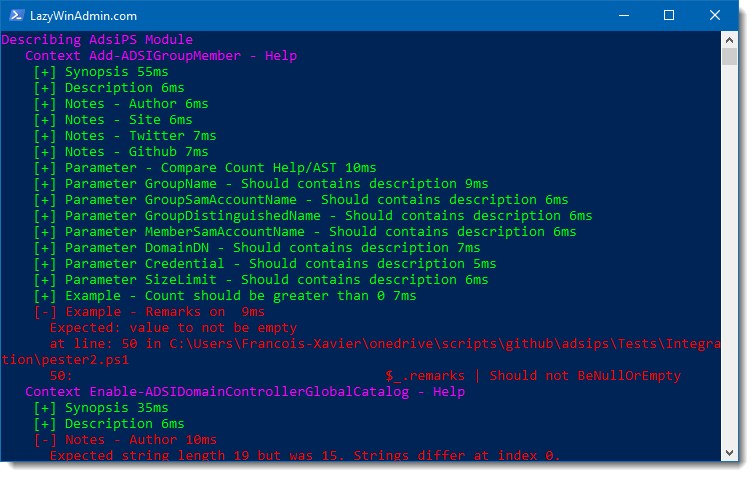 LazyWinAdmin.com
Describing AdsiPS Module
Context Add-ADSIGroupMember - Help
[+] Synopsis 55ms
[+] Description 6ms
[+] Notes - Author 6ms
[+] Notes - Site 6ms
[+] Notes - Twitter 7ms
[+] Notes - Github 7ms
[+] Parameter - Compare Count Help/AST 10ms
[+] Parameter GroupName - Should contains description 9ms
[+] Parameter GroupSamAccountName - Should contains description 6ms
[+] Parameter GroupDistinguishedName - Should contains description 6ms
[+] Parameter MemberSamAccountName - Should contains description 6ms
[+] Parameter DomainDN - Should contains description 7ms
[+] Parameter Credential - Should contains description 5ms
[+] Parameter SizeLimit - Should contains description 6ms
[+] Example - Count should be greater than 0 7ms
[-] Example - Remarks on  9ms
Expected: value to not be empty
at line: 50 in C:\Users\Francois-Xavier\onedrive\scripts\github\adsips\Tests\Integra
tion\pester2.ps1
50:                                       $_.remarks | Should not BeNullOrEmpty
Context Enable-ADSIDomainControllerGlobalCatalog - Help
[+] Synopsis 35ms
[+] Description 6ms
[-] Notes - Author 10ms
Expected string length 19 but was 15. Strings differ at index 0.